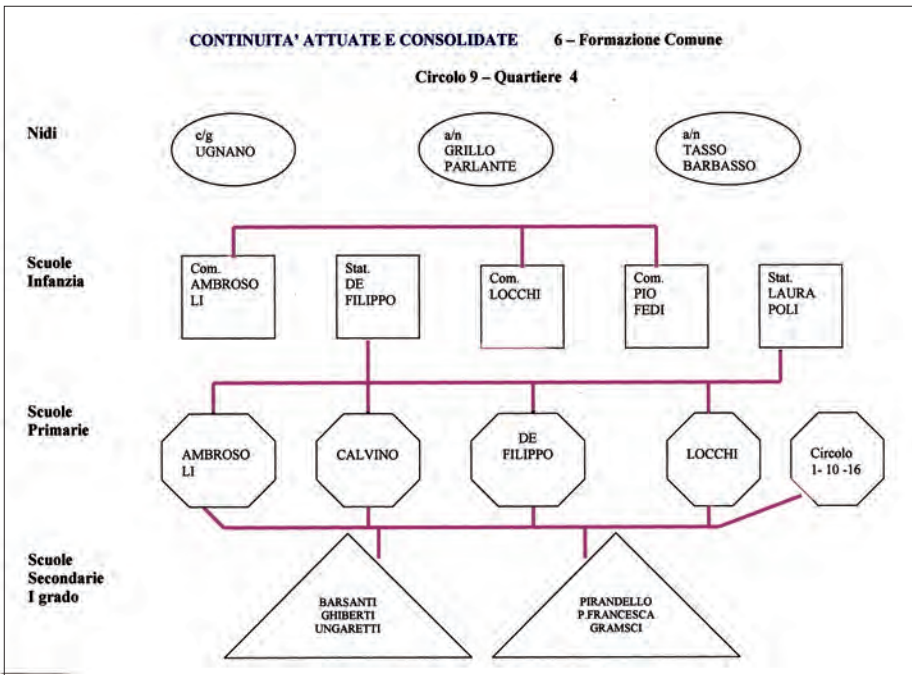 CONTINUITA' ATTUATE E CONSOLIDATE 6 – Formazione Comune
Circolo 9 – Quartiere 4
Nidi
c/g
UGNANO
a/n
GRILLO
PARLANTE
a/n
TASSO
BARBASSO
Scuole
Infanzia
Com.
AMBROSO
LI
Stat.
DE
FILIPPO
Com.
LOCCHI
Com.
PIO
FEDI
Stat.
LAURA
POLI
Scuole
Primarie
AMBROSO
LI
CALVINO
DE
FILIPPO
LOCCHI
Circolo
1- 10 -16
Scuole
Secondarie
I grado
BARSANTI
GHIBERTI
UNGARETTI
PIRANDELLO
P.FRANCESCA
GRAMSCI